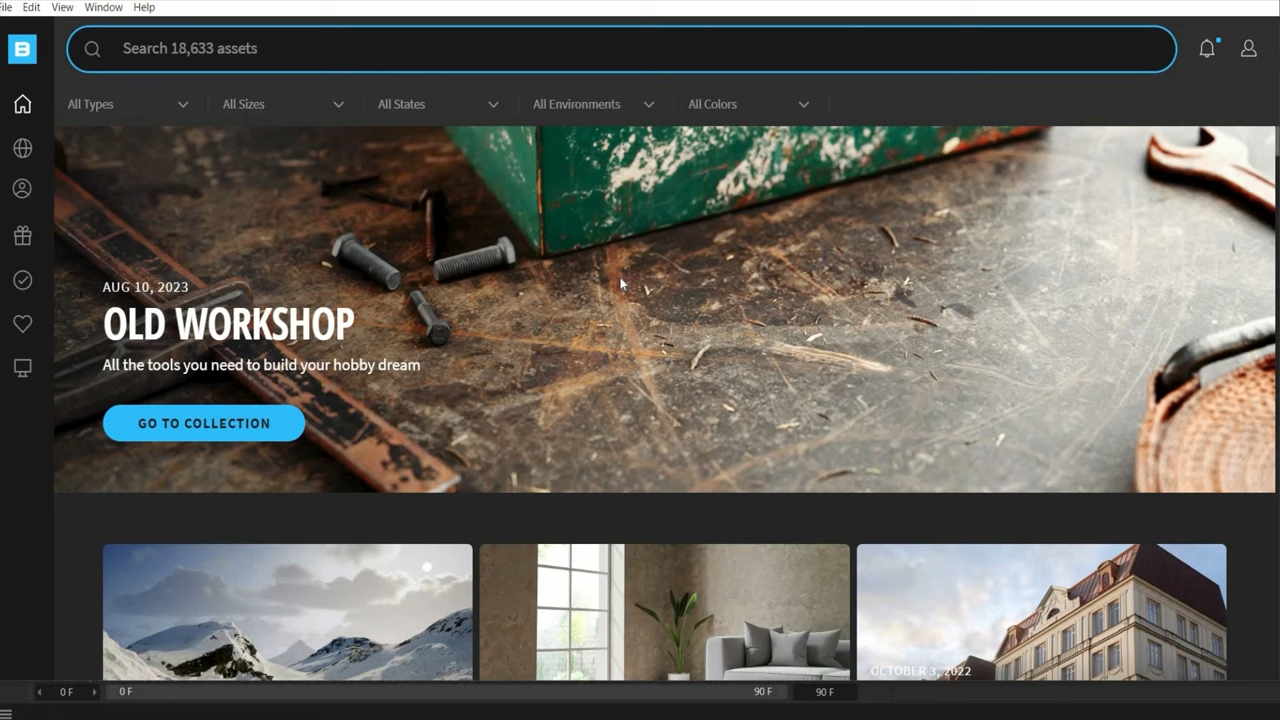 File Edit View Window Help
B
Search 18,633 assets
All Types All Sizes All States All Environments All Colors
AUG 10, 2023
OLD WORKSHOP
All the tools you need to build your hobby dream
GO TO COLLECTION
OCTOBER 3, 2022
0 F 0 F 90 F 90 F